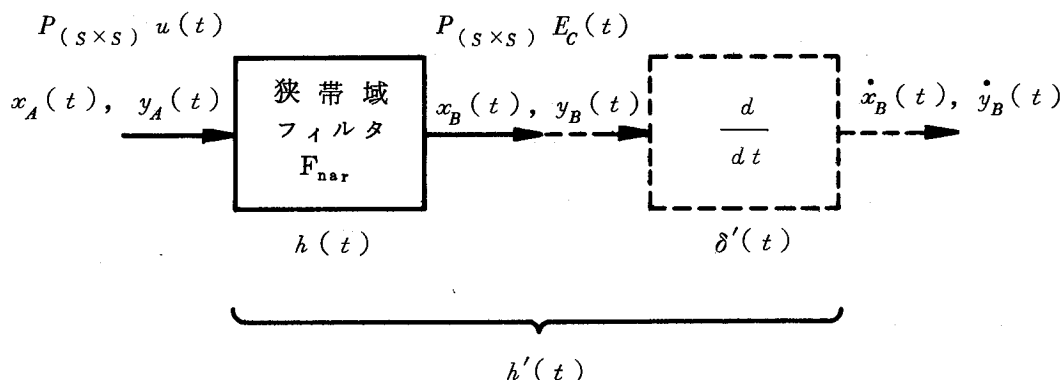 P(S×S) u(t)
P(S×S) E_C(t)
x_A(t), y_A(t)
狭帯域
フィルタ
F_nar
x_B(t), y_B(t)
d
dt
ẋ_B(t), ẏ_B(t)
h(t)
δ′(t)
h′(t)